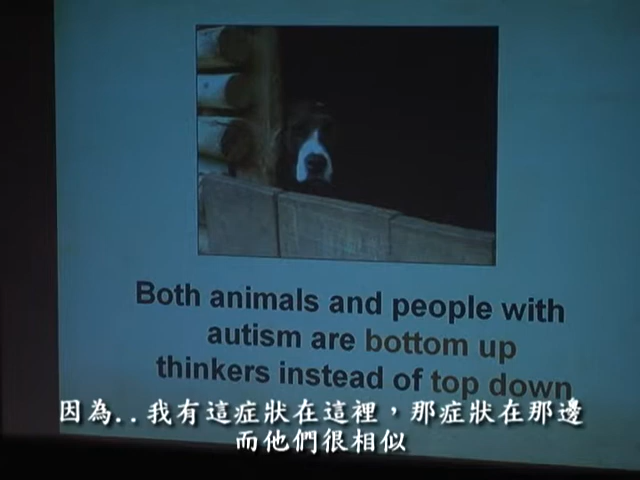 Both animals and people with
autism are bottom up
thinkers instead of top down
因為..我有這症狀在這裡，那症狀在那邊
而他們很相似